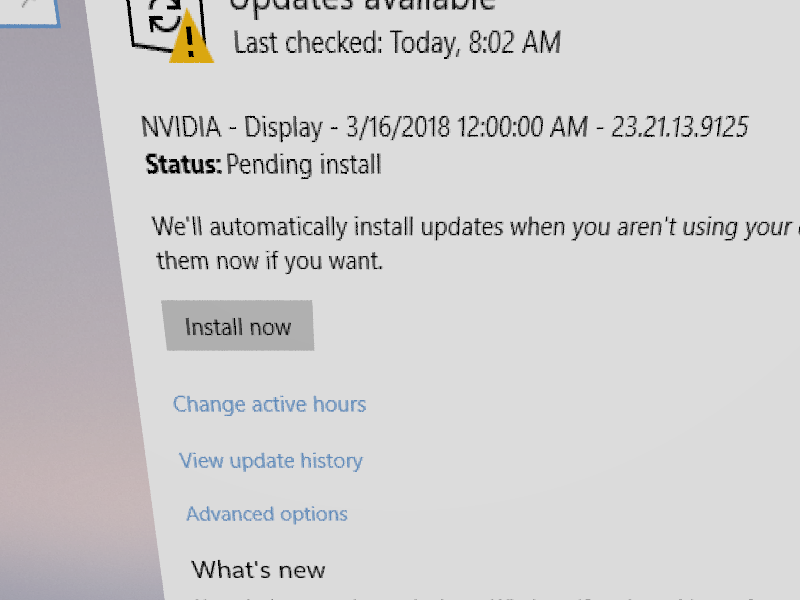 Updates available
Last checked: Today, 8:02 AM
NVIDIA - Display - 3/16/2018 12:00:00 AM - 23.21.13.9125
Status: Pending install
We'll automatically install updates when you aren't using your
them now if you want.
Install now
Change active hours
View update history
Advanced options
What's new